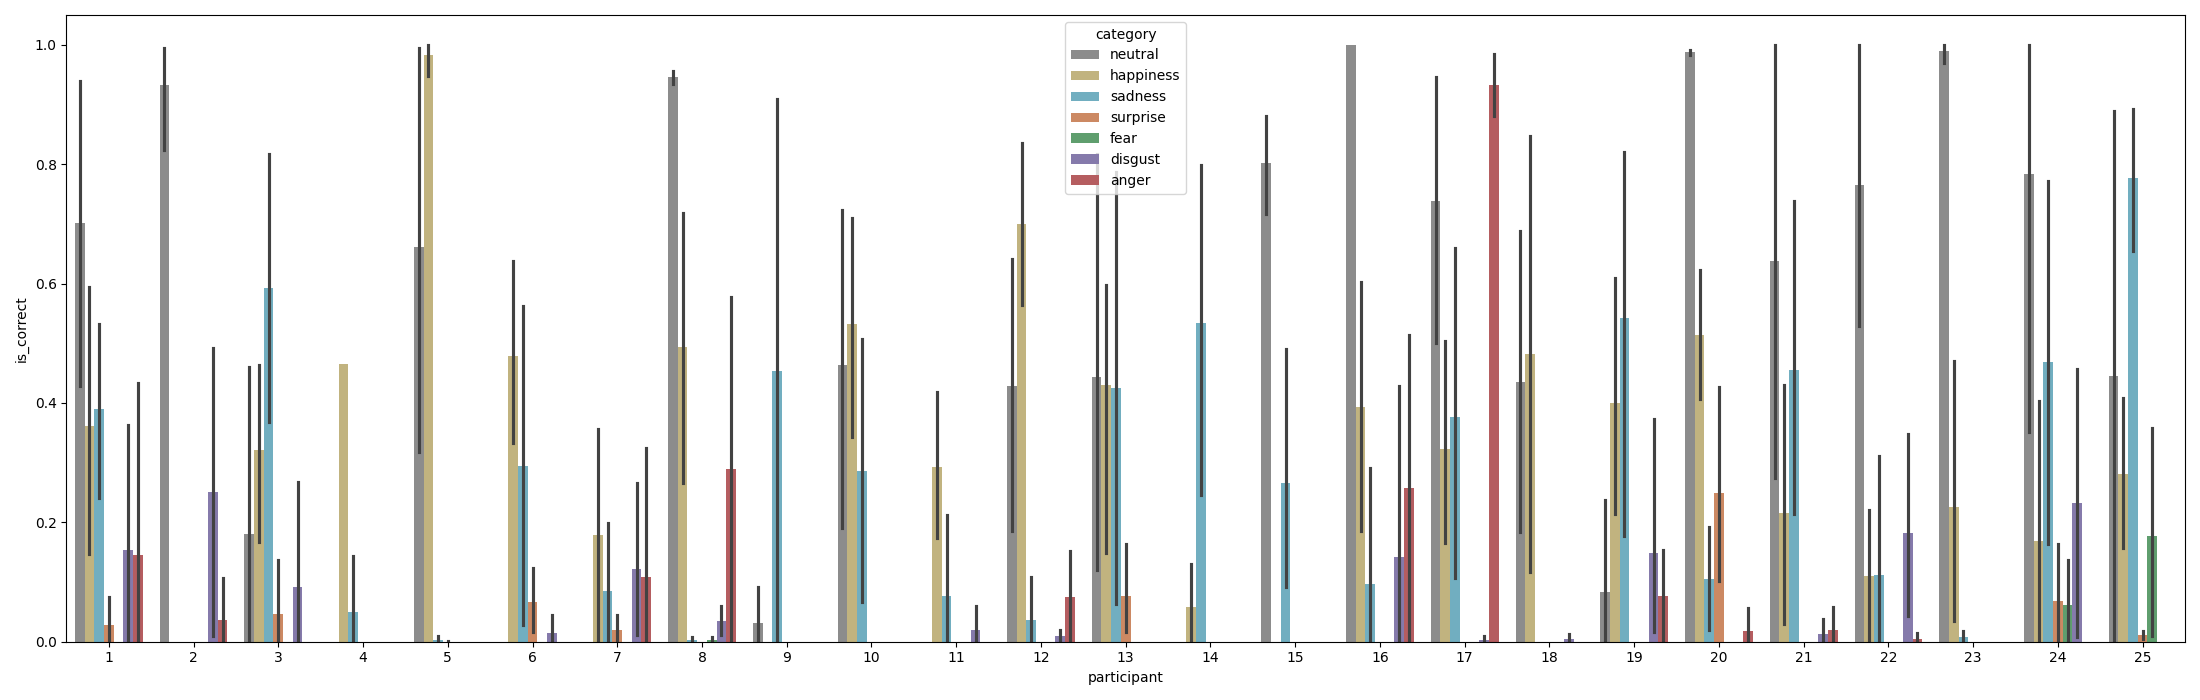 category
neutral
happiness
sadness
surprise
fear
disgust
anger
is_correct
1.0
0.8
0.6
0.4
0.2
0.0
1 2 3 4 5 6 7 8 9 10 11 12 13 14 15 16 17 18 19 20 21 22 23 24 25
participant